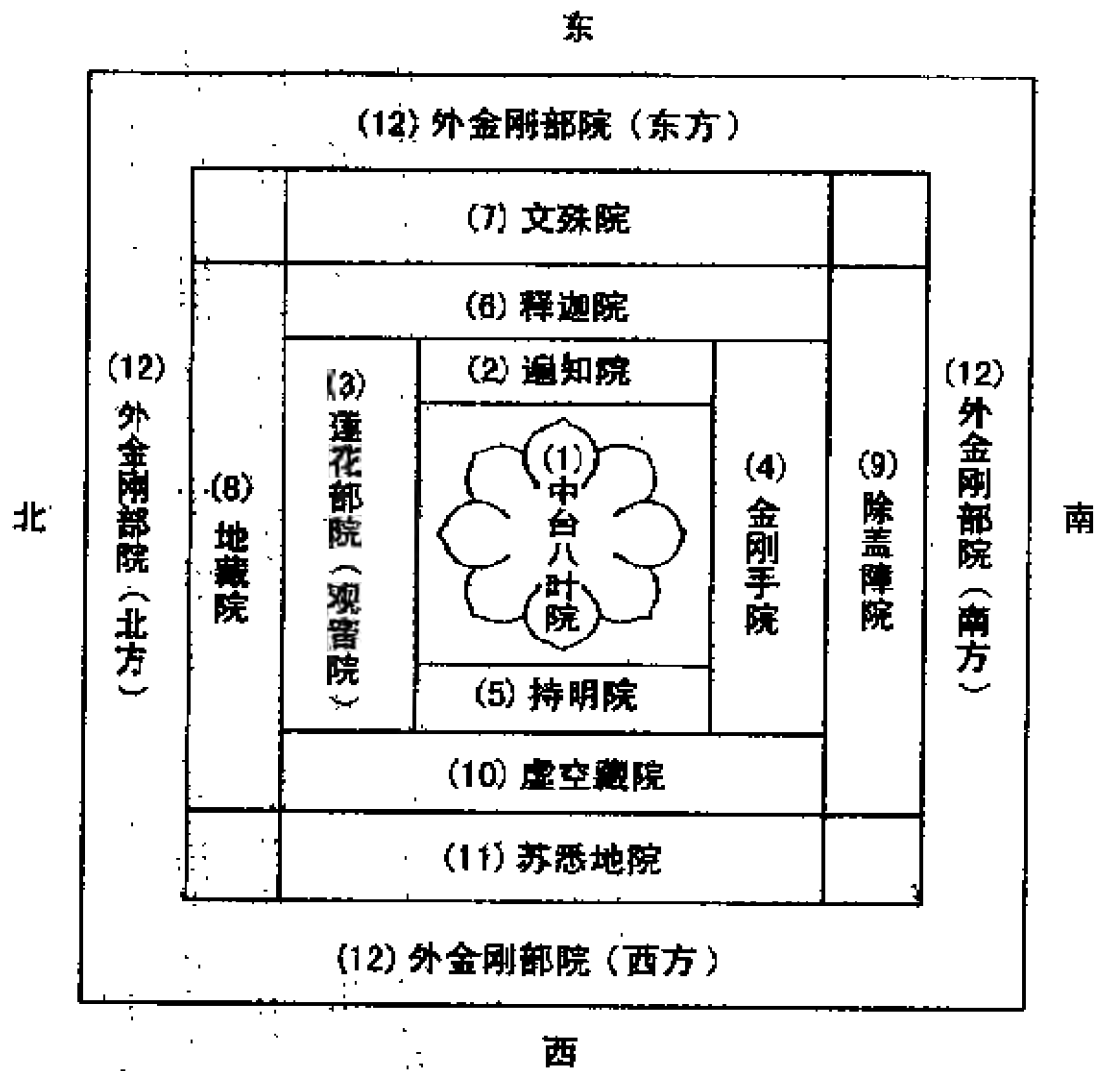 东
(12) 外金刚部院（东方）
(7) 文殊院
(6) 释迦院
(2) 遍知院
(12) 外金刚部院（北方）
(3) 莲花部院（观音院）
(1) 中台八叶院
(4) 金刚手院
(9) 除盖障院
(12) 外金刚部院（南方）
(8) 地藏院
北
南
(5) 持明院
(10) 虚空藏院
(11) 苏悉地院
(12) 外金刚部院（西方）
西